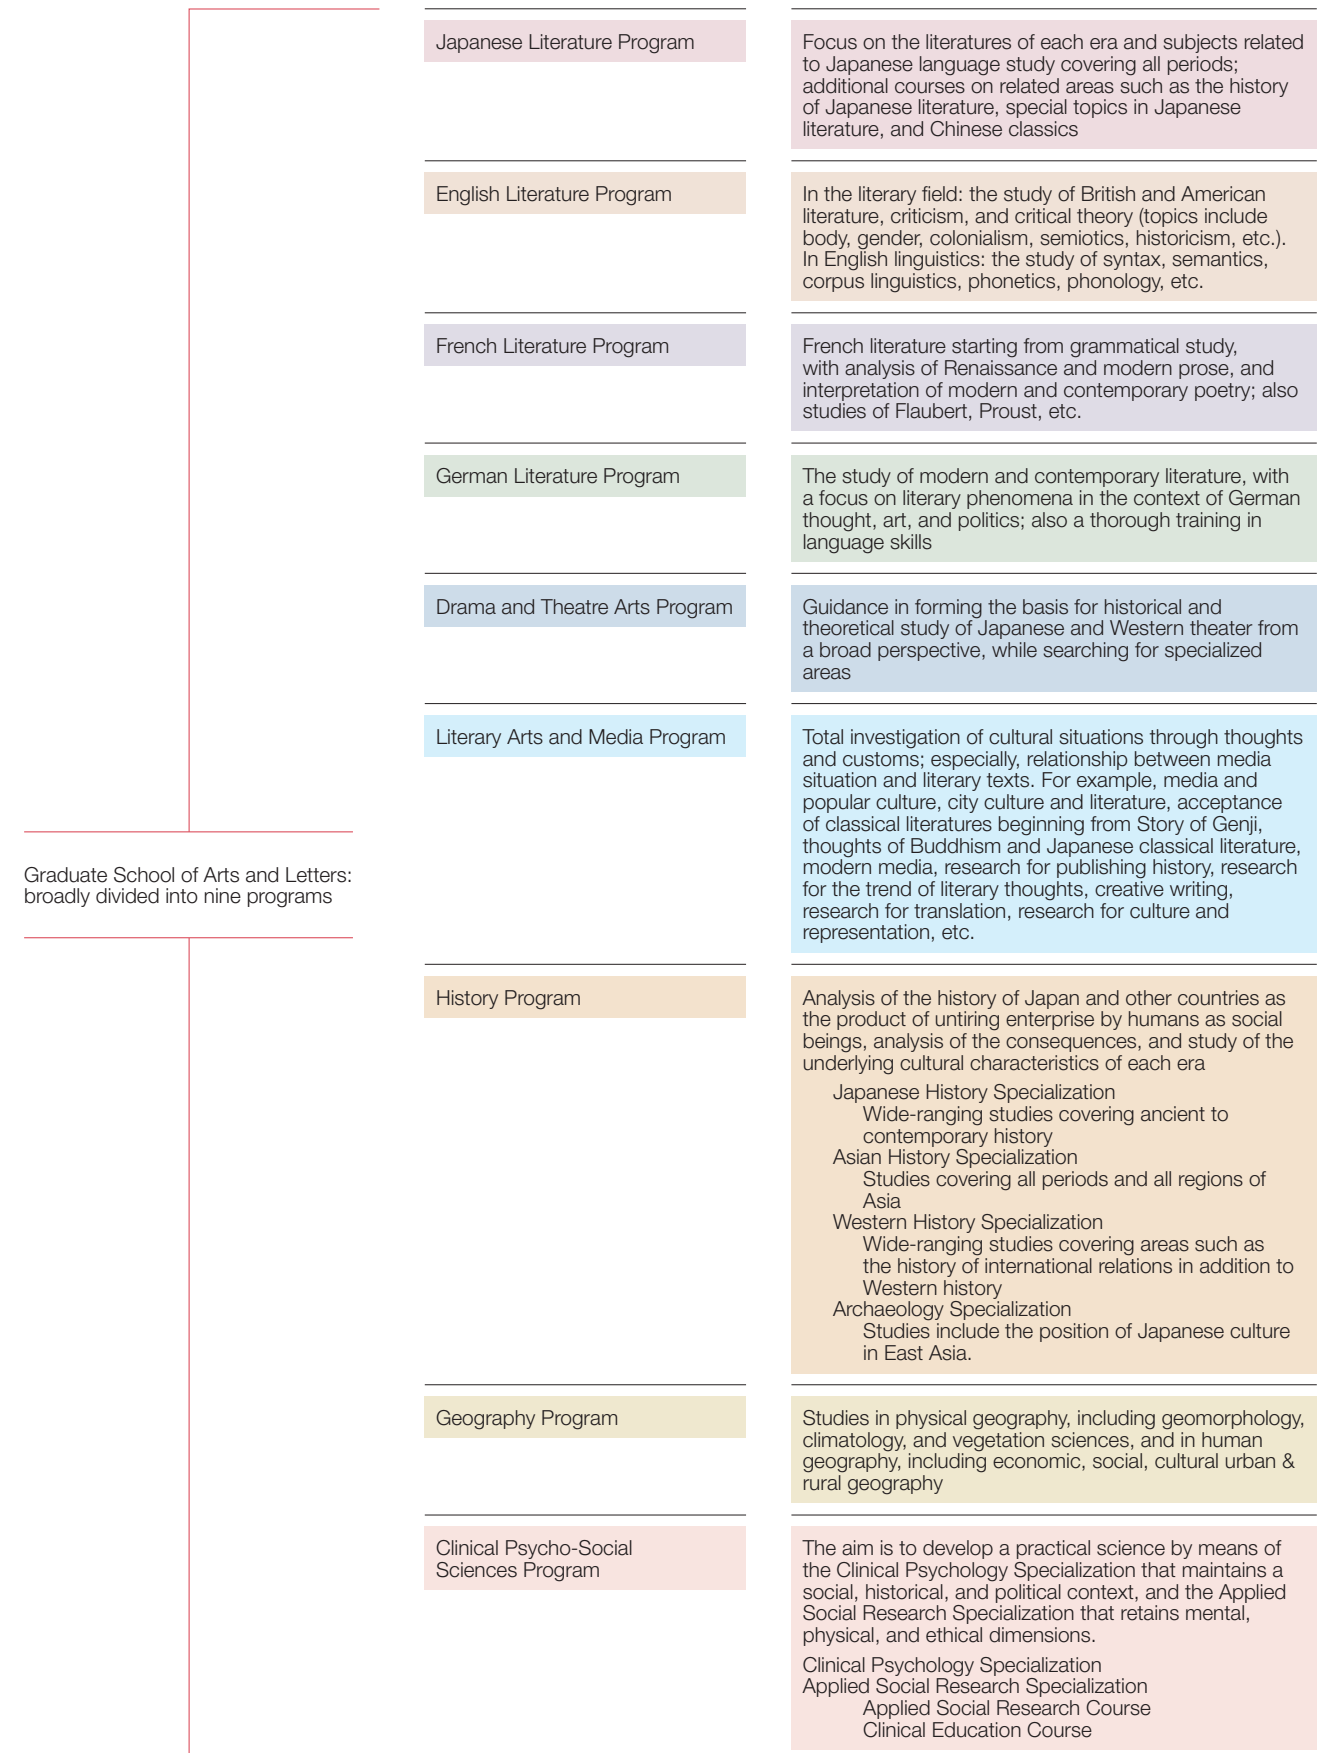 Japanese Literature Program
Focus on the literatures of each era and subjects related
to Japanese language study covering all periods;
additional courses on related areas such as the history
of Japanese literature, special topics in Japanese
literature, and Chinese classics
English Literature Program
In the literary field: the study of British and American
literature, criticism, and critical theory (topics include
body, gender, colonialism, semiotics, historicism, etc.).
In English linguistics: the study of syntax, semantics,
corpus linguistics, phonetics, phonology, etc.
French Literature Program
French literature starting from grammatical study,
with analysis of Renaissance and modern prose, and
interpretation of modern and contemporary poetry; also
studies of Flaubert, Proust, etc.
German Literature Program
The study of modern and contemporary literature, with
a focus on literary phenomena in the context of German
thought, art, and politics; also a thorough training in
language skills
Drama and Theatre Arts Program
Guidance in forming the basis for historical and
theoretical study of Japanese and Western theater from
a broad perspective, while searching for specialized
areas
Literary Arts and Media Program
Total investigation of cultural situations through thoughts
and customs; especially, relationship between media
situation and literary texts. For example, media and
popular culture, city culture and literature, acceptance
of classical literatures beginning from Story of Genji,
thoughts of Buddhism and Japanese classical literature,
modern media, research for publishing history, research
for the trend of literary thoughts, creative writing,
research for translation, research for culture and
representation, etc.
Graduate School of Arts and Letters:
broadly divided into nine programs
History Program
Analysis of the history of Japan and other countries as
the product of untiring enterprise by humans as social
beings, analysis of the consequences, and study of the
underlying cultural characteristics of each era
Japanese History Specialization
Wide-ranging studies covering ancient to
contemporary history
Asian History Specialization
Studies covering all periods and all regions of
Asia
Western History Specialization
Wide-ranging studies covering areas such as
the history of international relations in addition to
Western history
Archaeology Specialization
Studies include the position of Japanese culture
in East Asia.
Geography Program
Studies in physical geography, including geomorphology,
climatology, and vegetation sciences, and in human
geography, including economic, social, cultural urban &
rural geography
Clinical Psycho-Social
Sciences Program
The aim is to develop a practical science by means of
the Clinical Psychology Specialization that maintains a
social, historical, and political context, and the Applied
Social Research Specialization that retains mental,
physical, and ethical dimensions.
Clinical Psychology Specialization
Applied Social Research Specialization
Applied Social Research Course
Clinical Education Course